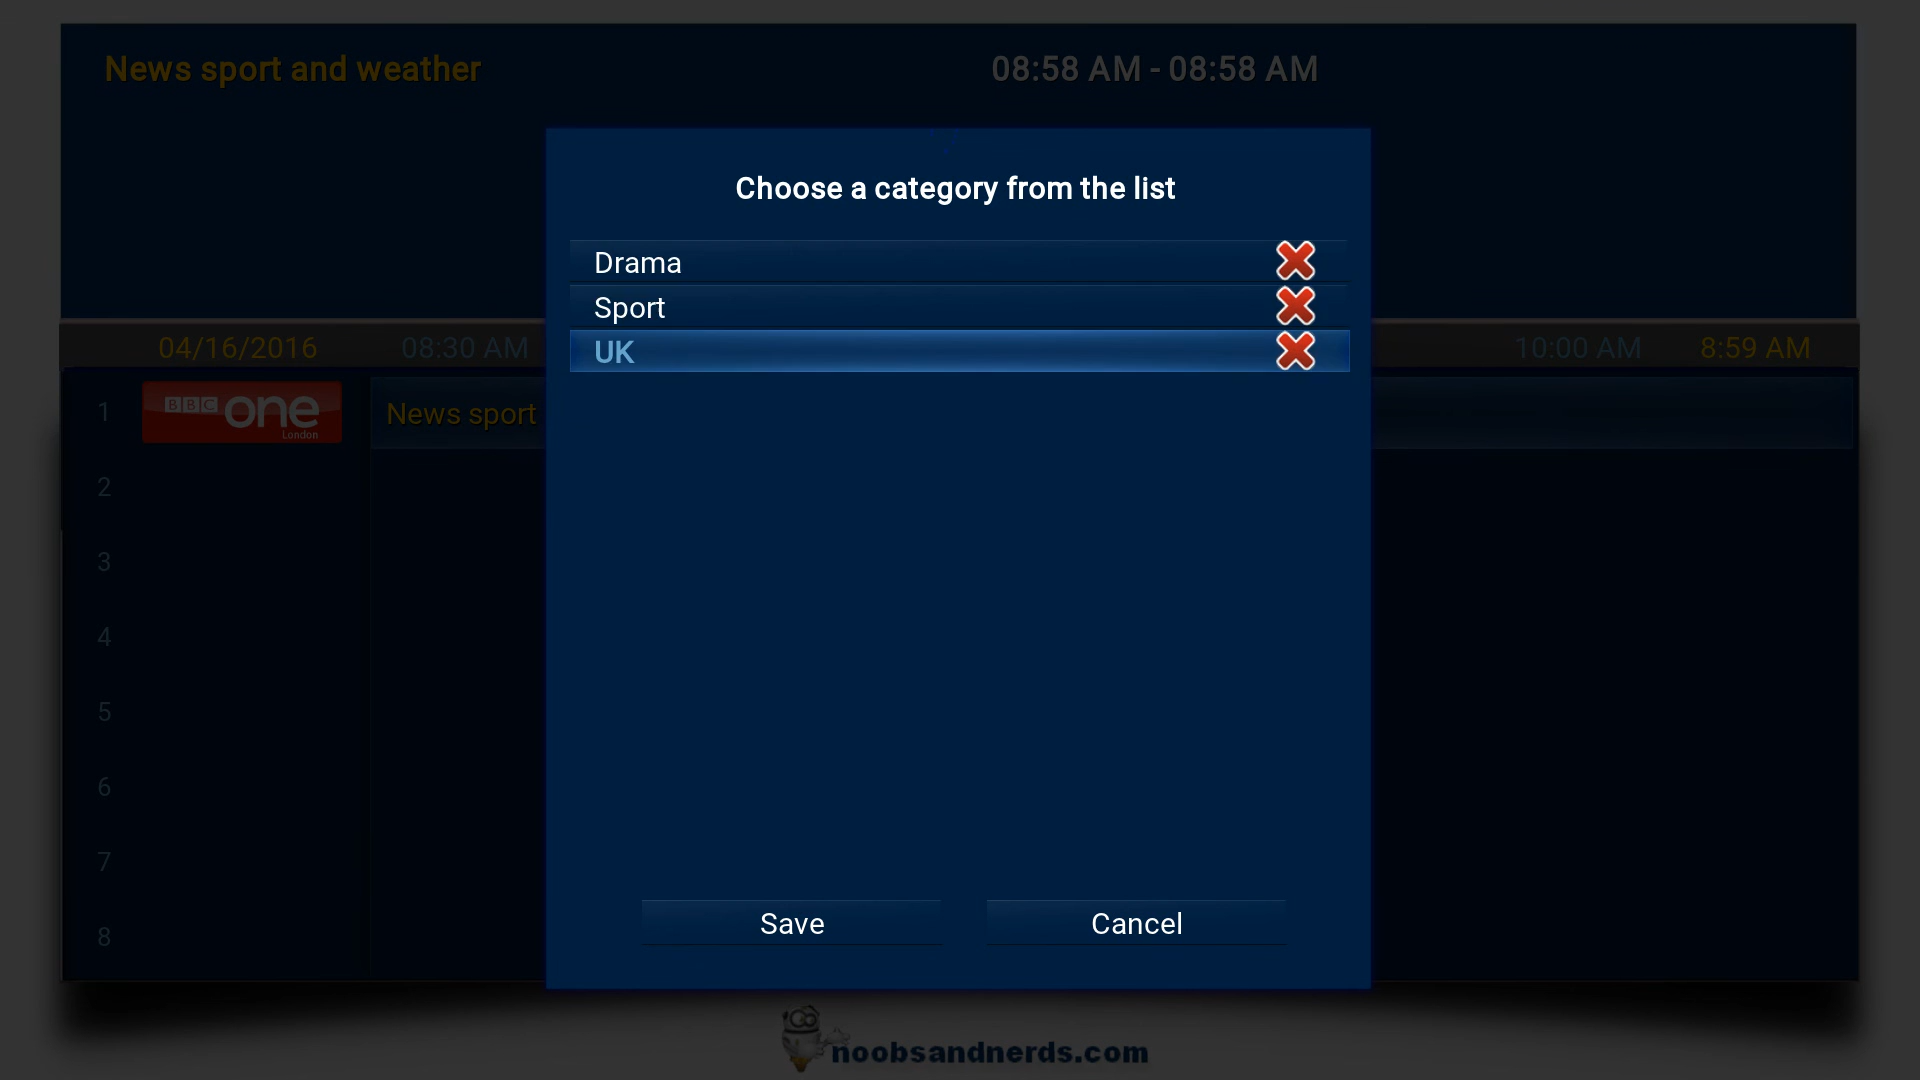 News sport and weather
08:58 AM - 08:58 AM
Choose a category from the list
Drama
Sport
UK
04/16/2016
08:30 AM
10:00 AM
8:59 AM
1
BBC one
London
News sport
2
3
4
5
6
7
8
Save
Cancel
noobsandnerds.com